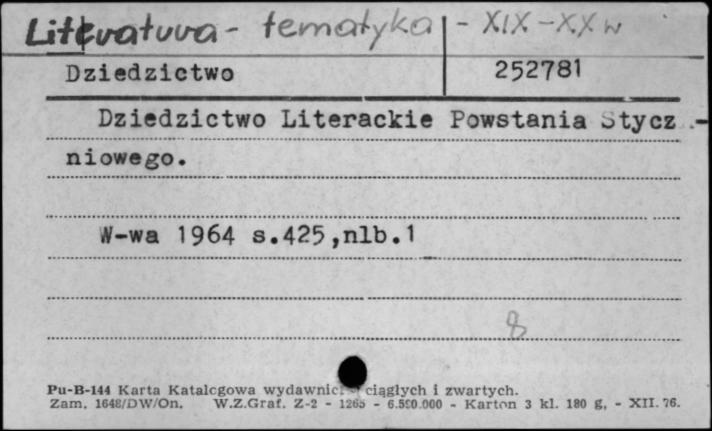 Literatura - tematyka - XIX-XX w
Dziedzictwo 252781
Dziedzictwo Literackie Powstania Stycz-
niowego.
W-wa 1964 s.425,nlb.1
8
Pu-B-144 Karta Katalogowa wydawnic ciągłych i zwartych.
Zam. 1648/DW/On. W.Z.Graf. Z-2 - 1265 - 6.590.000 - Karton 3 kl. 180 g, - XII. 76.